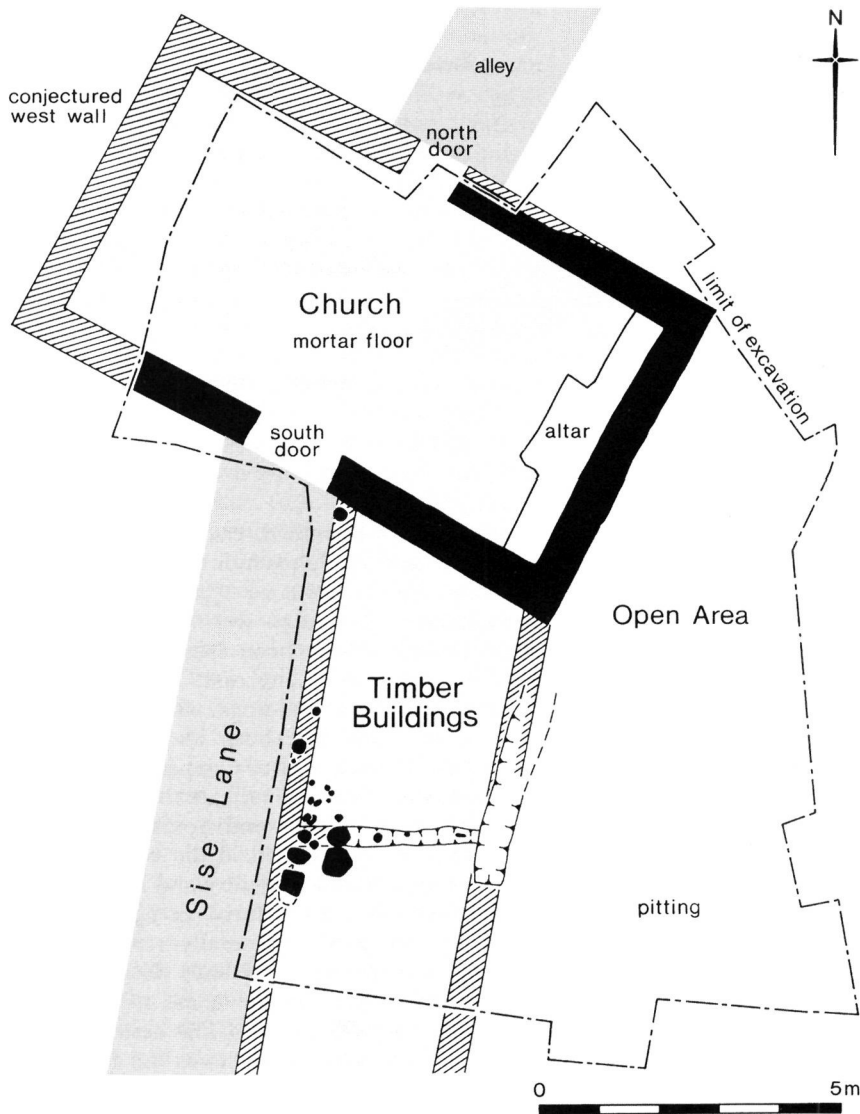 N
alley
conjectured
west wall
north
door
limit of excavation
Church
mortar floor
altar
south
door
Open Area
Timber
Buildings
Sise Lane
pitting
0 5m